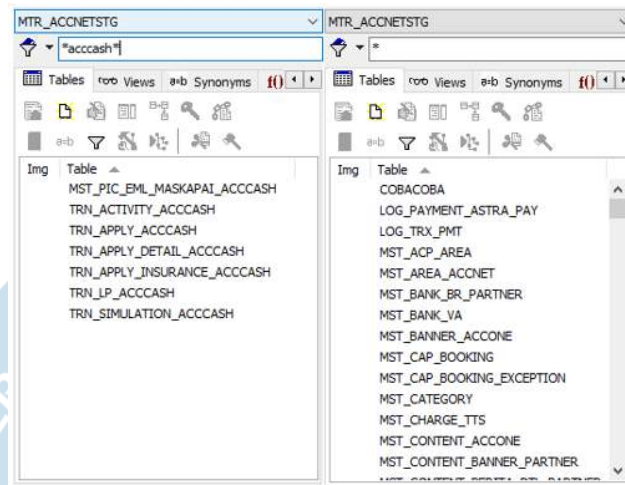 MTR_ACCNETSTG
*acccash*
Tables Views a=b Synonyms f()
a=b
Img Table
MST_PIC_EML_MASKAPAI_ACCCASH
TRN_ACTIVITY_ACCCASH
TRN_APPLY_ACCCASH
TRN_APPLY_DETAIL_ACCCASH
TRN_APPLY_INSURANCE_ACCCASH
TRN_LP_ACCCASH
TRN_SIMULATION_ACCCASH
MTR_ACCNETSTG
*
Tables Views a=b Synonyms f()
a=b
Img Table
COBACOBA
LOG_PAYMENT_ASTRA_PAY
LOG_TRX_PMT
MST_ACP_AREA
MST_AREA_ACCNET
MST_BANK_BR_PARTNER
MST_BANK_VA
MST_BANNER_ACCONE
MST_CAP_BOOKING
MST_CAP_BOOKING_EXCEPTION
MST_CATEGORY
MST_CHARGE_TTS
MST_CONTENT_ACCONE
MST_CONTENT_BANNER_PARTNER